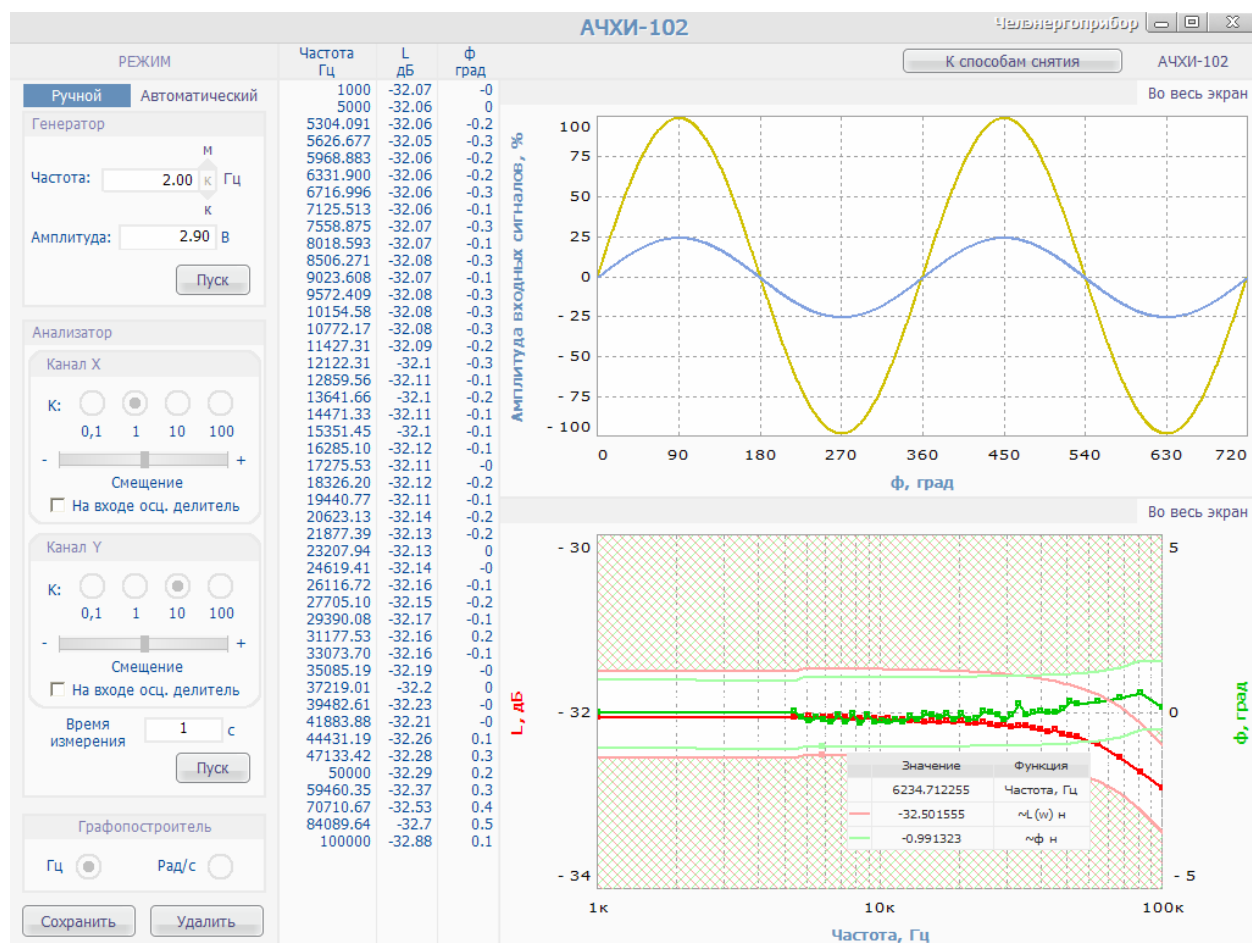 АЧХИ-102
Челэнергоприбор
РЕЖИМ
Частота Гц L дБ ф град
К способам снятия АЧХИ-102
Ручной Автоматический
Во весь экран
Генератор
м
Частота: 2.00 к Гц
к
Амплитуда: 2.90 В
Пуск
Анализатор
Канал X
К:
0,1 1 10 100
- +
Смещение
На входе осц. делитель
Канал Y
К:
0,1 1 10 100
- +
Смещение
На входе осц. делитель
Время измерения 1 с
Пуск
Графопостроитель
Гц Рад/с
Сохранить Удалить
1000 -32.07 -0
5000 -32.06 0
5304.091 -32.06 -0.2
5626.677 -32.05 -0.3
5968.883 -32.06 -0.2
6331.900 -32.06 -0.2
6716.996 -32.06 -0.3
7125.513 -32.06 -0.1
7558.875 -32.07 -0.3
8018.593 -32.07 -0.1
8506.271 -32.08 -0.3
9023.608 -32.07 -0.1
9572.409 -32.08 -0.3
10154.58 -32.08 -0.3
10772.17 -32.08 -0.3
11427.31 -32.09 -0.2
12122.31 -32.1 -0.3
12859.56 -32.11 -0.1
13641.66 -32.1 -0.2
14471.33 -32.11 -0.1
15351.45 -32.1 -0.1
16285.10 -32.12 -0.1
17275.53 -32.11 -0
18326.20 -32.12 -0.2
19440.77 -32.11 -0.1
20623.13 -32.14 -0.2
21877.39 -32.13 -0.2
23207.94 -32.13 0
24619.41 -32.14 -0
26116.72 -32.16 -0.1
27705.10 -32.15 -0.2
29390.08 -32.17 -0.1
31177.53 -32.16 0.2
33073.70 -32.16 -0.1
35085.19 -32.19 -0
37219.01 -32.2 0
39482.61 -32.23 -0
41883.88 -32.21 -0
44431.19 -32.26 0.1
47133.42 -32.28 0.3
50000 -32.29 0.2
59460.35 -32.37 0.3
70710.67 -32.53 0.4
84089.64 -32.7 0.5
100000 -32.88 0.1
Амплитуда входных сигналов, %
100
75
50
25
0
- 25
- 50
- 75
- 100
0 90 180 270 360 450 540 630 720
ф, град
Во весь экран
L, дБ
- 30 5
- 32 0
- 34 - 5
ф, град
Значение Функция
6234.712255 Частота, Гц
-32.501555 ~L(w) н
-0.991323 ~ф н
1к 10к 100к
Частота, Гц